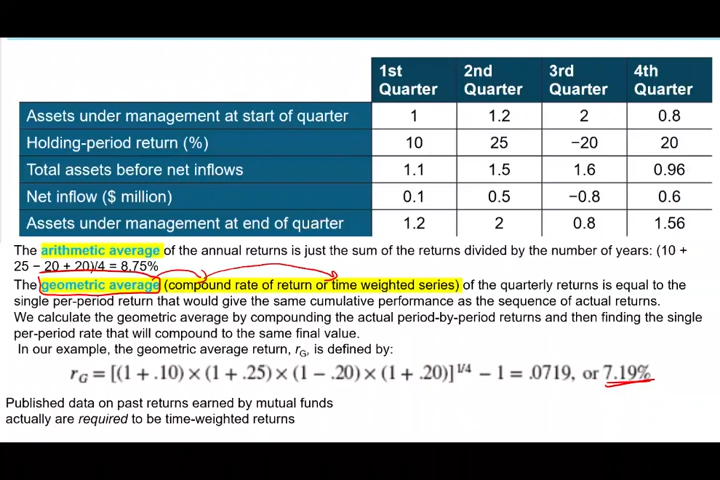 1st Quarter 2nd Quarter 3rd Quarter 4th Quarter
Assets under management at start of quarter 1 1.2 2 0.8
Holding-period return (%) 10 25 −20 20
Total assets before net inflows 1.1 1.5 1.6 0.96
Net inflow ($ million) 0.1 0.5 −0.8 0.6
Assets under management at end of quarter 1.2 2 0.8 1.56
The arithmetic average of the annual returns is just the sum of the returns divided by the number of years: (10 +
25 − 20 + 20)/4 = 8.75%
The geometric average (compound rate of return or time weighted series) of the quarterly returns is equal to the
single per-period return that would give the same cumulative performance as the sequence of actual returns.
We calculate the geometric average by compounding the actual period-by-period returns and then finding the single
per-period rate that will compound to the same final value.
In our example, the geometric average return, rG, is defined by:
rG = [(1 + .10) × (1 + .25) × (1 − .20) × (1 + .20)]1/4 − 1 = .0719, or 7.19%
Published data on past returns earned by mutual funds
actually are required to be time-weighted returns